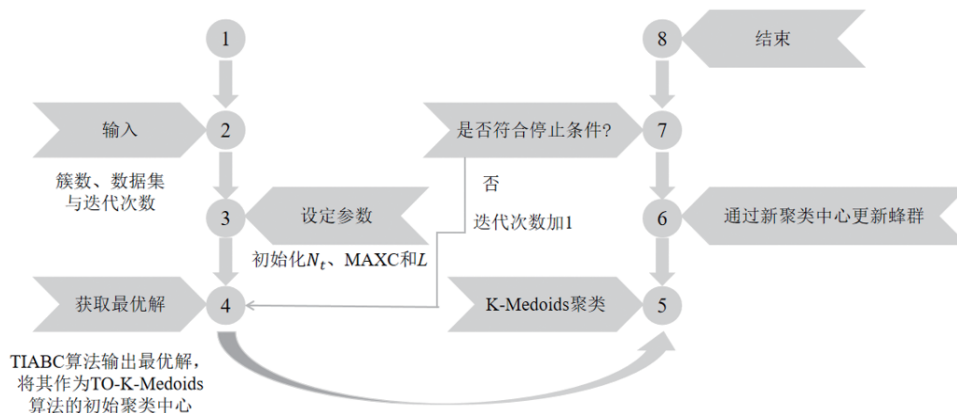 1
2
输入
簇数、数据集
与迭代次数
3
设定参数
初始化N_t、MAXC和L
4
获取最优解
TIABC算法输出最优解，
将其作为TO-K-Medoids
算法的初始聚类中心
5
K-Medoids聚类
6
通过新聚类中心更新蜂群
7
是否符合停止条件?
否
迭代次数加1
8
结束